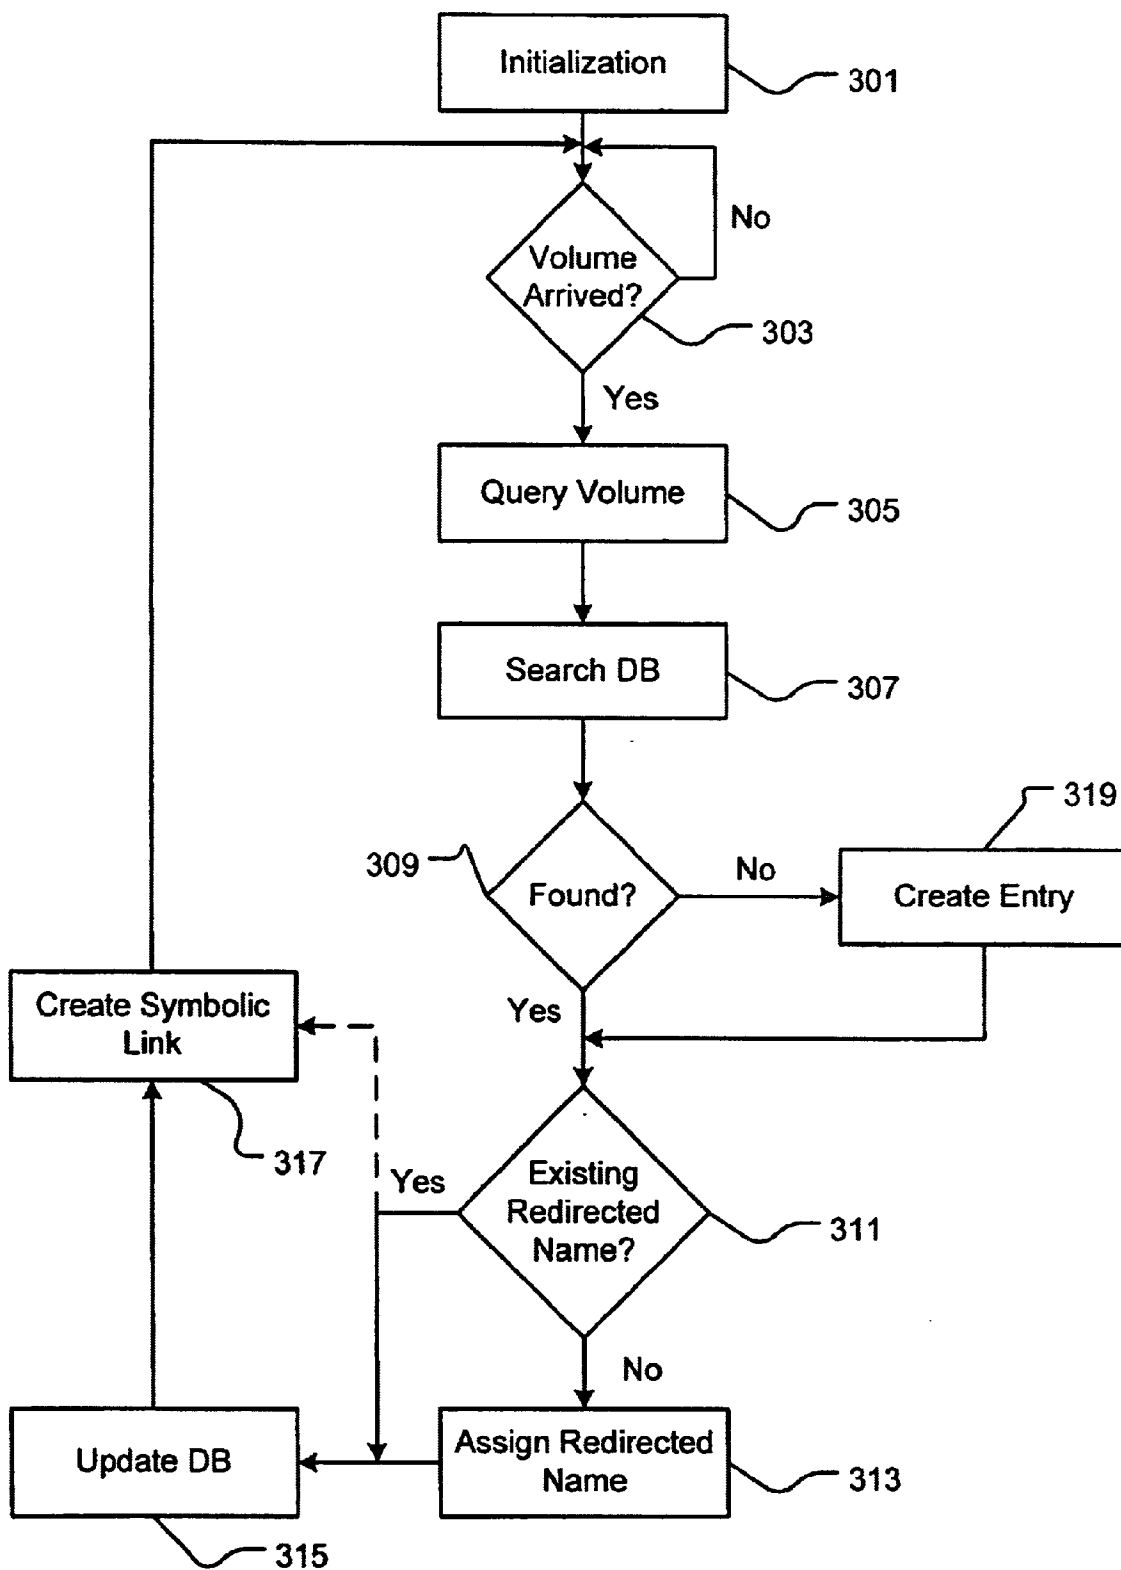 Initialization
301
No
Volume
Arrived?
303
Yes
Query Volume
305
Search DB
307
319
309
Found?
No
Create Entry
Yes
Create Symbolic
Link
317
Yes
Existing
Redirected
Name?
311
No
Update DB
315
Assign Redirected
Name
313